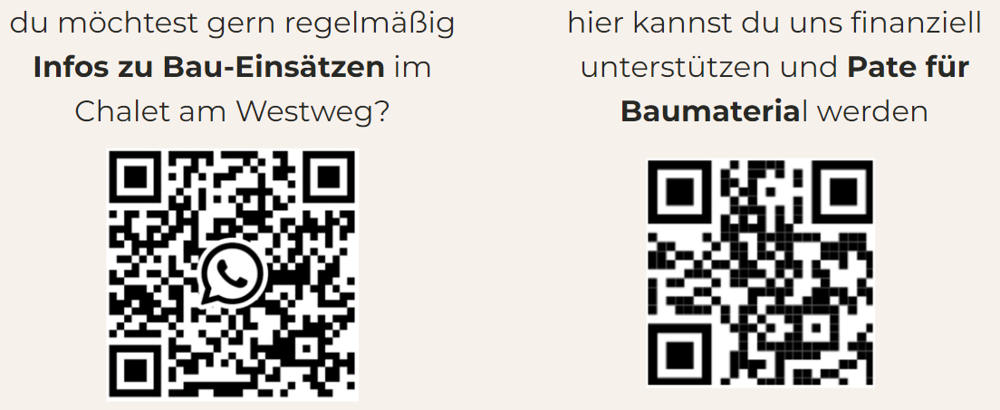 du möchtest gern regelmäßig
Infos zu Bau-Einsätzen im
Chalet am Westweg?
hier kannst du uns finanziell
unterstützen und Pate für
Baumaterial werden